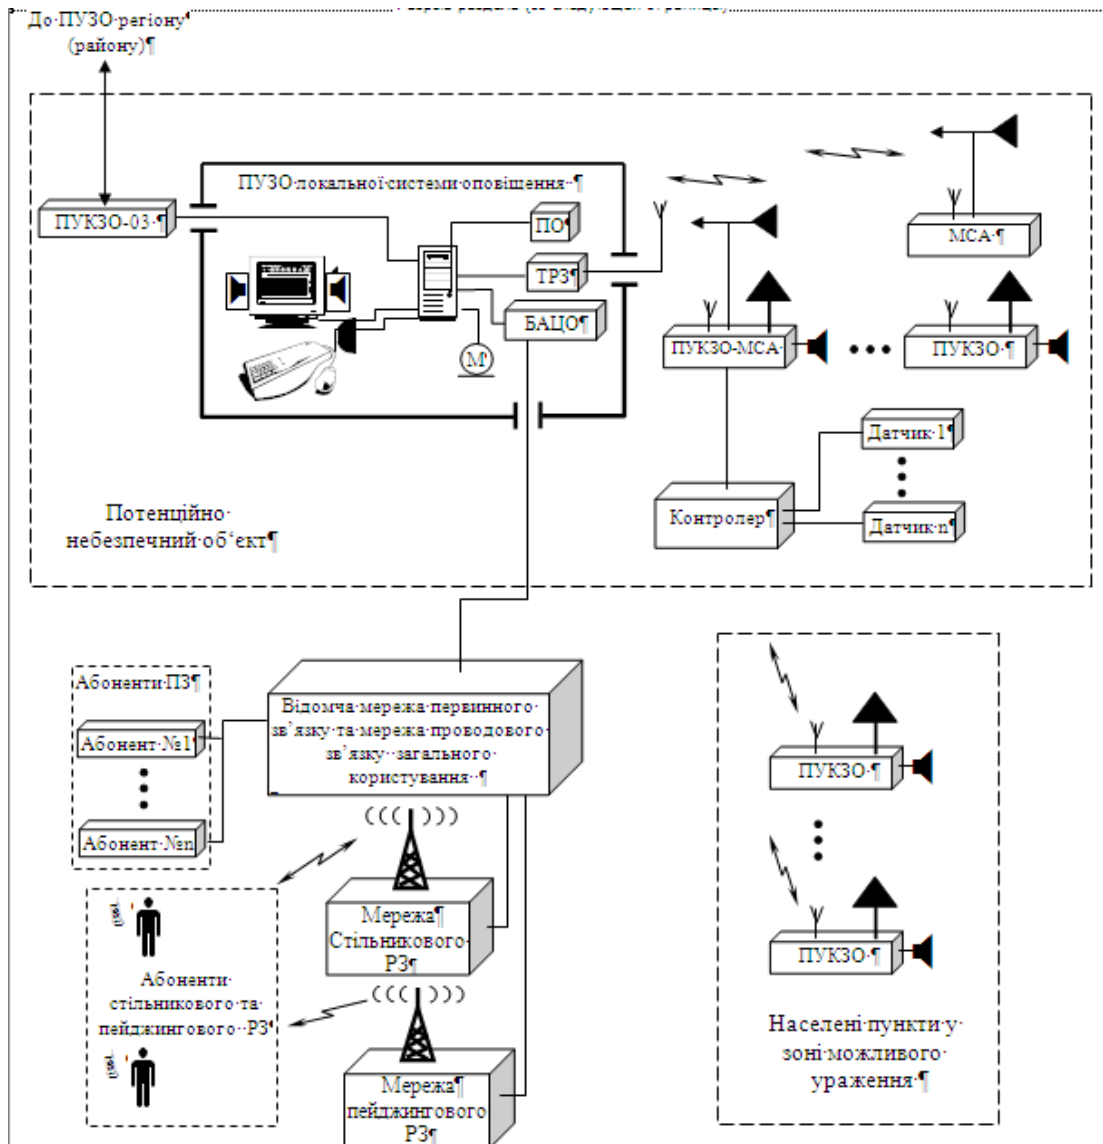 До ПУЗО регіону¶
(району)¶
ПУЗО локальної системи оповіщення ¶
ПУКЗО-03 ¶
ПО¶
ТРЗ¶
БАЦО¶
М
МСА ¶
ПУКЗО-МСА
ПУКЗО ¶
Датчик 1¶
Контролер¶
Датчик n¶
Потенційно
небезпечний об‘єкт¶
Абоненти ПЗ¶
Абонент №1¶
Абонент №n¶
Відомча мережа первинного
зв’язку та мережа проводового
зв’язку загального
користування ¶
Мережа¶
Стільникового
РЗ¶
Абоненти
стільникового та
пейджингового РЗ¶
Мережа¶
пейджингового
РЗ¶
ПУКЗО ¶
ПУКЗО ¶
Населені пункти у
зоні можливого
ураження ¶